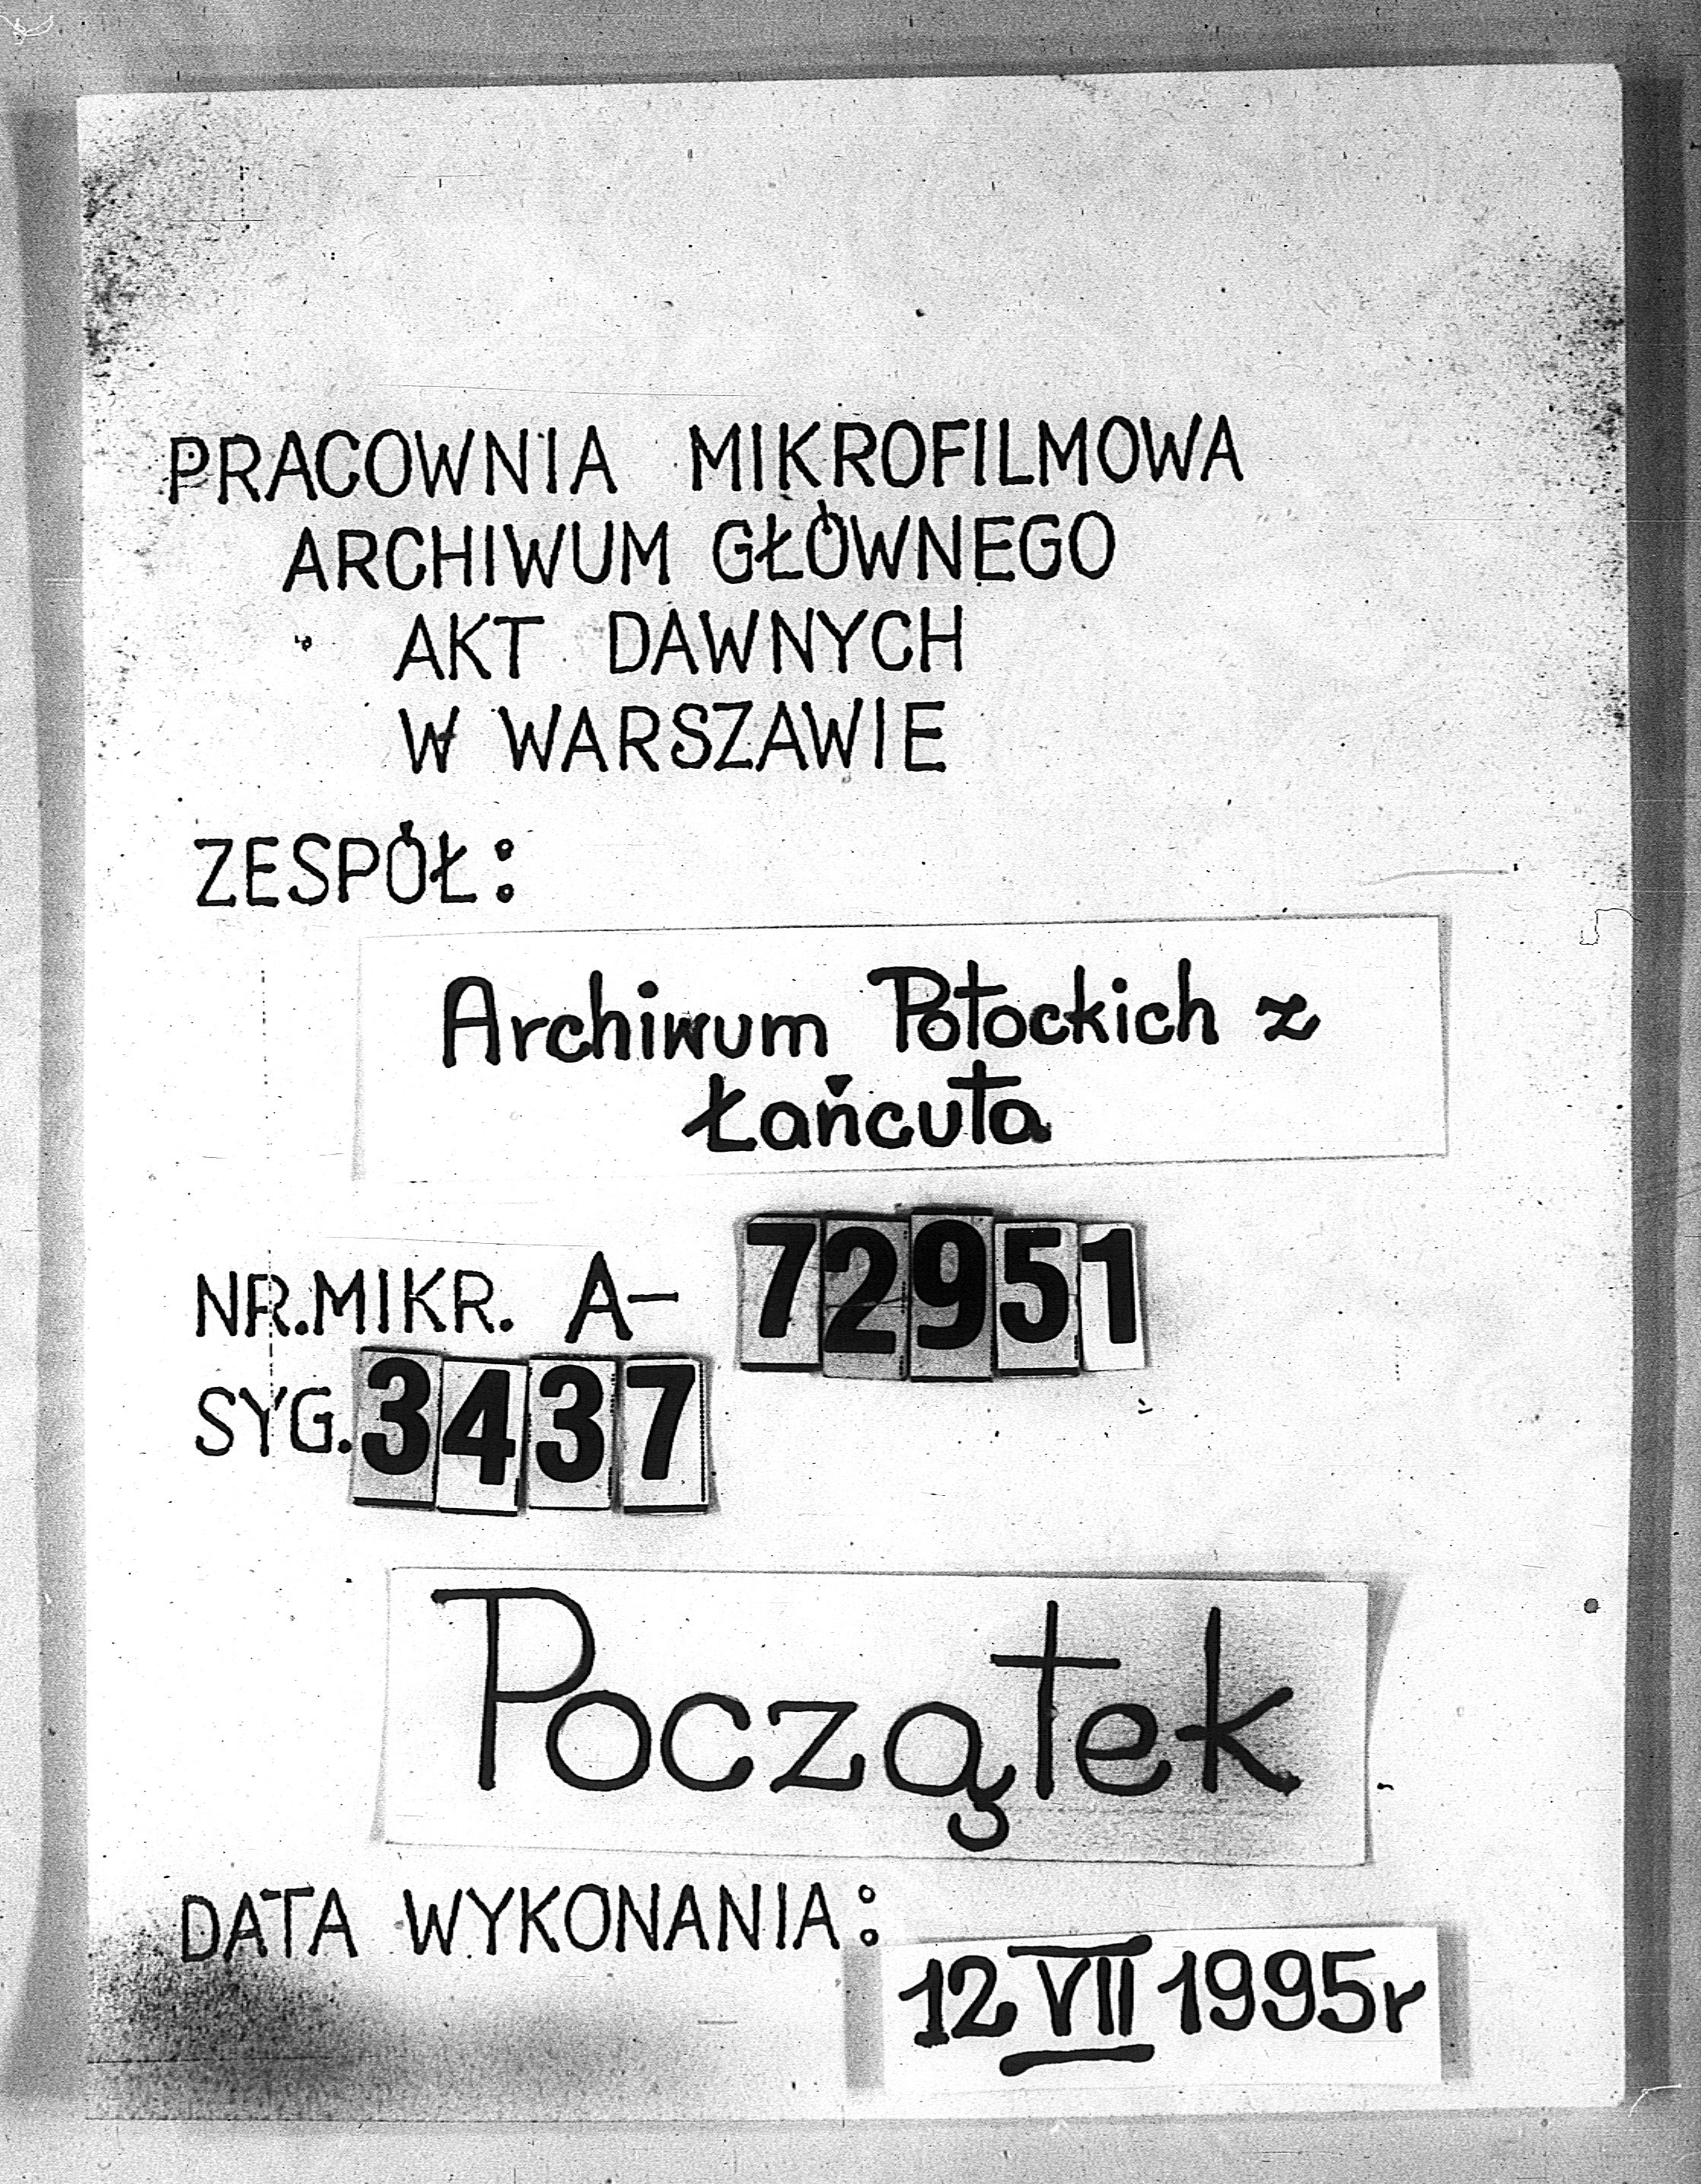 PRACOWNIA MIKROFILMOWA
ARCHIWUM GŁÓWNEGO
AKT DAWNYCH
W WARSZAWIE
ZESPÓŁ:
Archiwum Potockich z
Łańcuta
NR.MIKR. A- 72951
SYG. 3437
Początek
DATA WYKONANIA:
12 VII 1995r